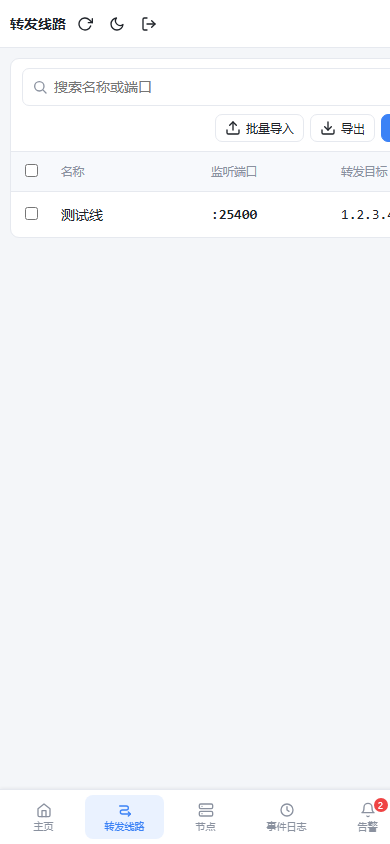 转发线路
搜索名称或端口
批量导入 导出
名称 监听端口 转发目标
测试线 :25400 1.2.3.4
主页 转发线路 节点 事件日志 告警 2